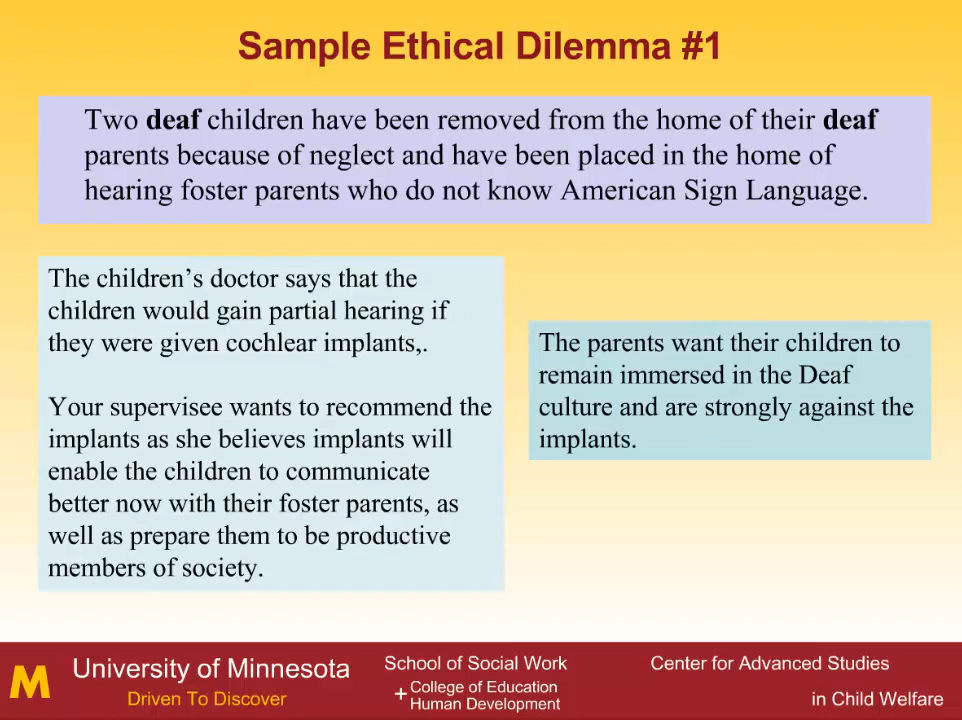 Sample Ethical Dilemma #1
Two deaf children have been removed from the home of their deaf
parents because of neglect and have been placed in the home of
hearing foster parents who do not know American Sign Language.
The children's doctor says that the
children would gain partial hearing if
they were given cochlear implants,.
Your supervisee wants to recommend the
implants as she believes implants will
enable the children to communicate
better now with their foster parents, as
well as prepare them to be productive
members of society.
The parents want their children to
remain immersed in the Deaf
culture and are strongly against the
implants.
M
University of Minnesota
Driven To Discover
School of Social Work
+ College of Education
Human Development
Center for Advanced Studies
in Child Welfare